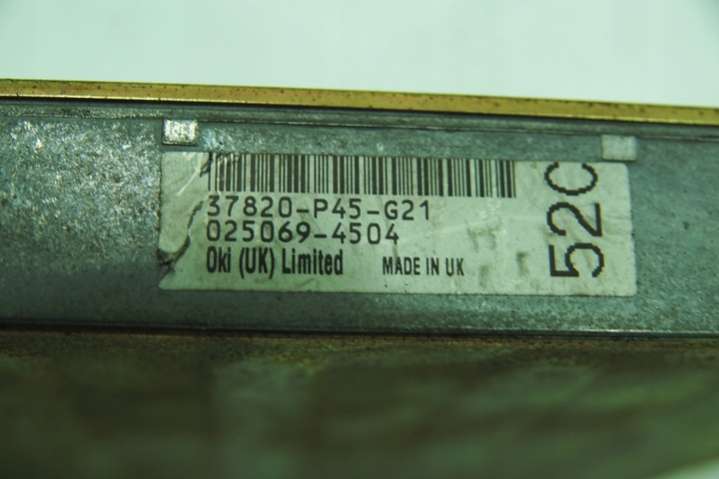 37820-P45-G21
025069-4504
Oki (UK) Limited MADE IN UK
52C